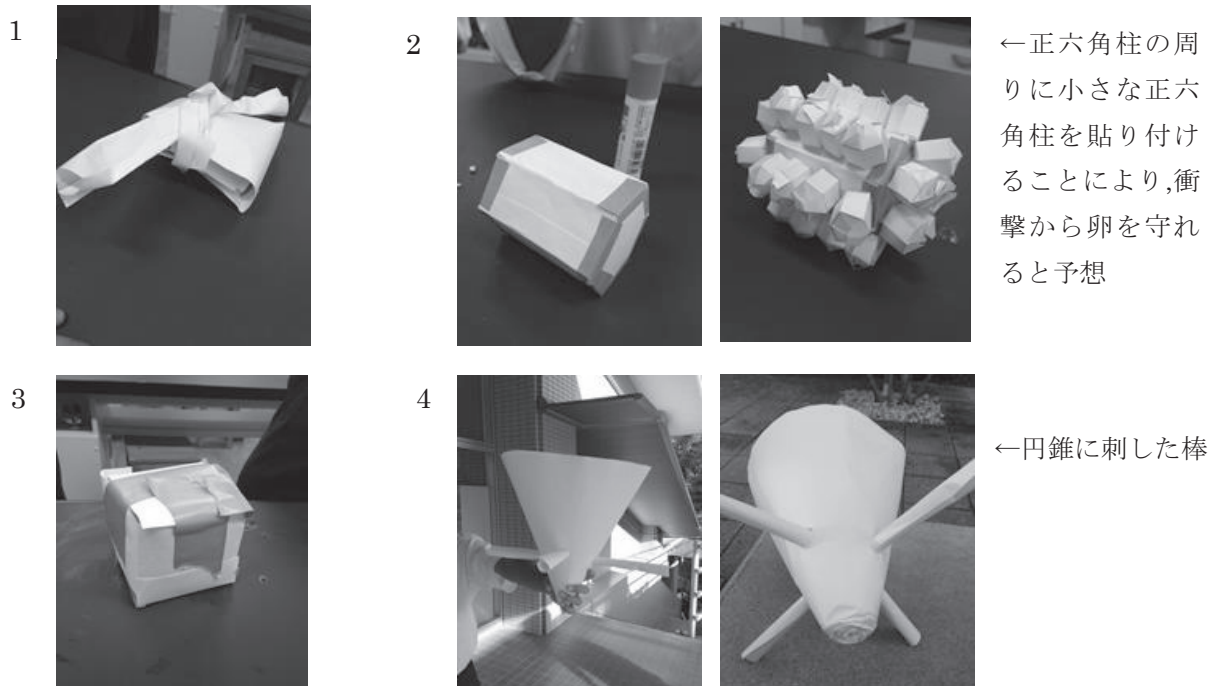 1
2
←正六角柱の周
りに小さな正六
角柱を貼り付け
ることにより,衝
撃から卵を守れ
ると予想
3
4
←円錐に刺した棒